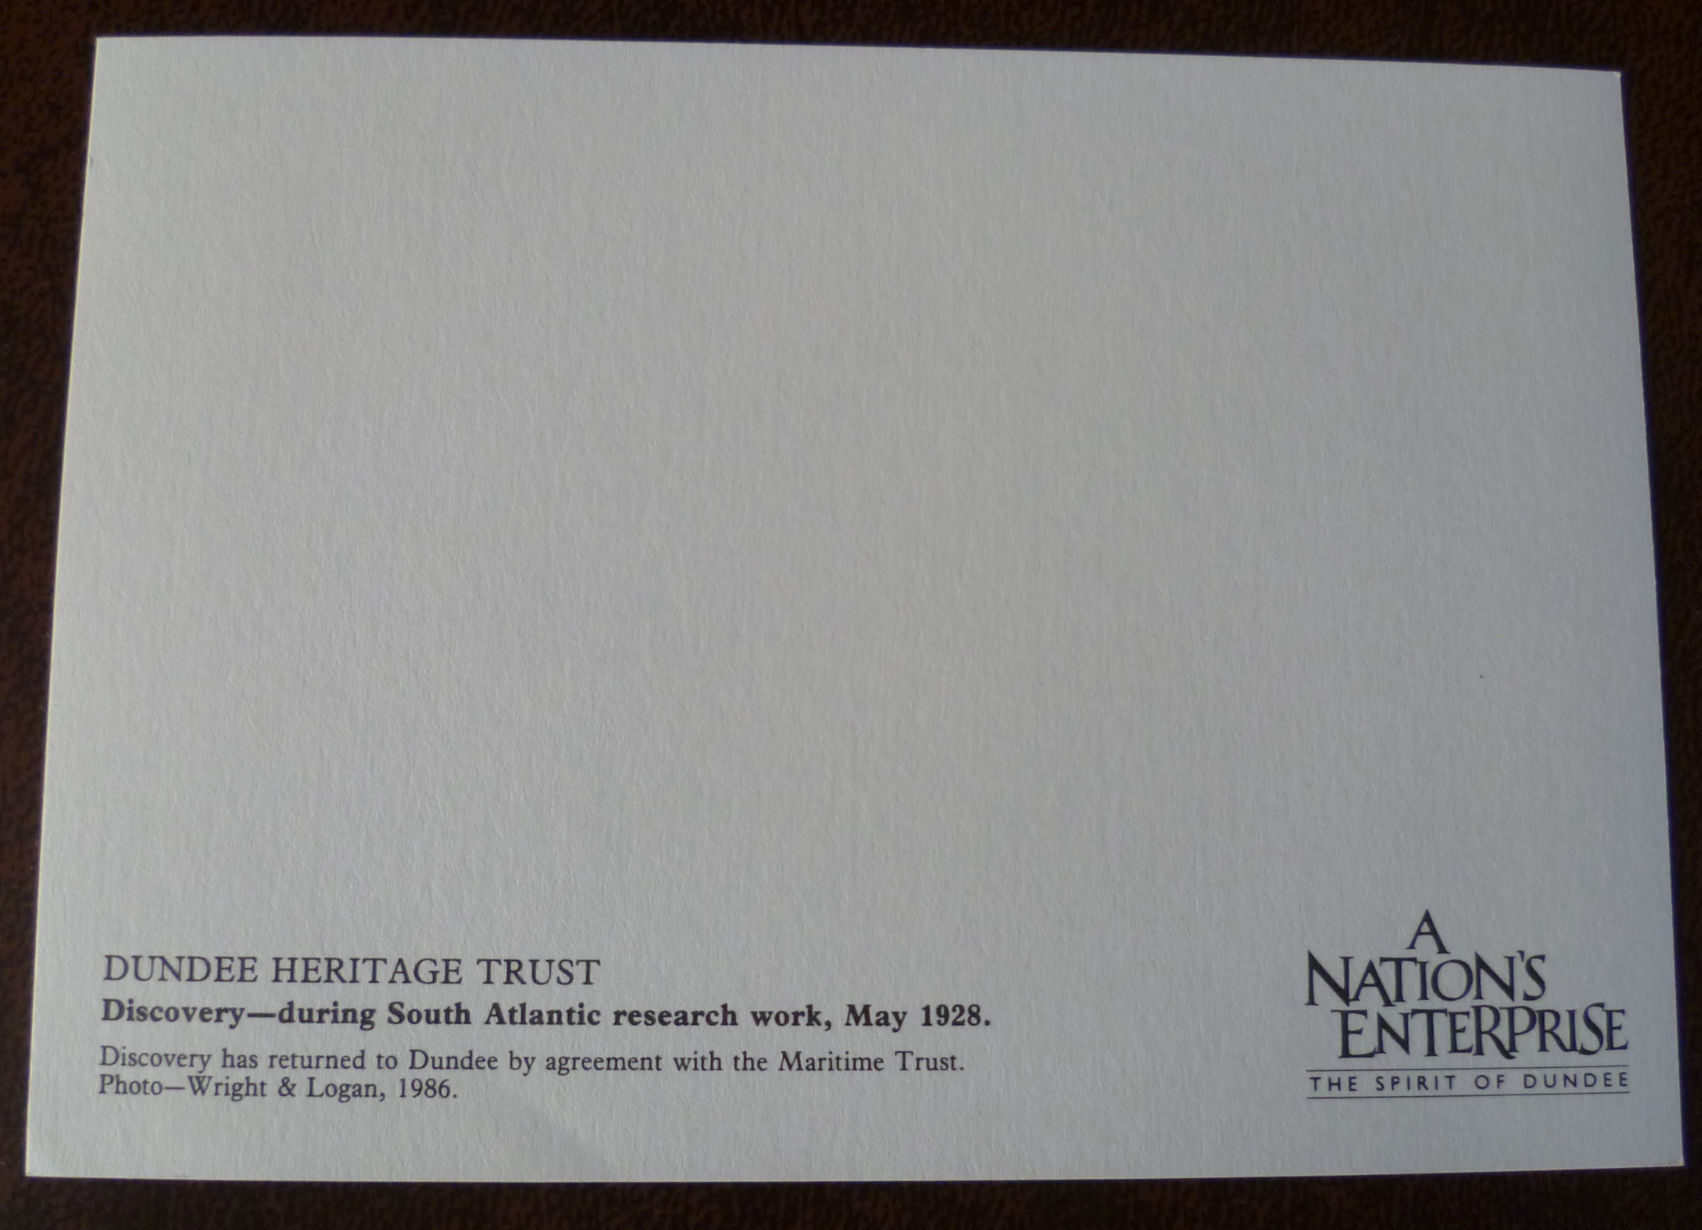 DUNDEE HERITAGE TRUST
Discovery—during South Atlantic research work, May 1928.
Discovery has returned to Dundee by agreement with the Maritime Trust.
Photo—Wright & Logan, 1986.
A
NATION'S
ENTERPRISE
THE SPIRIT OF DUNDEE